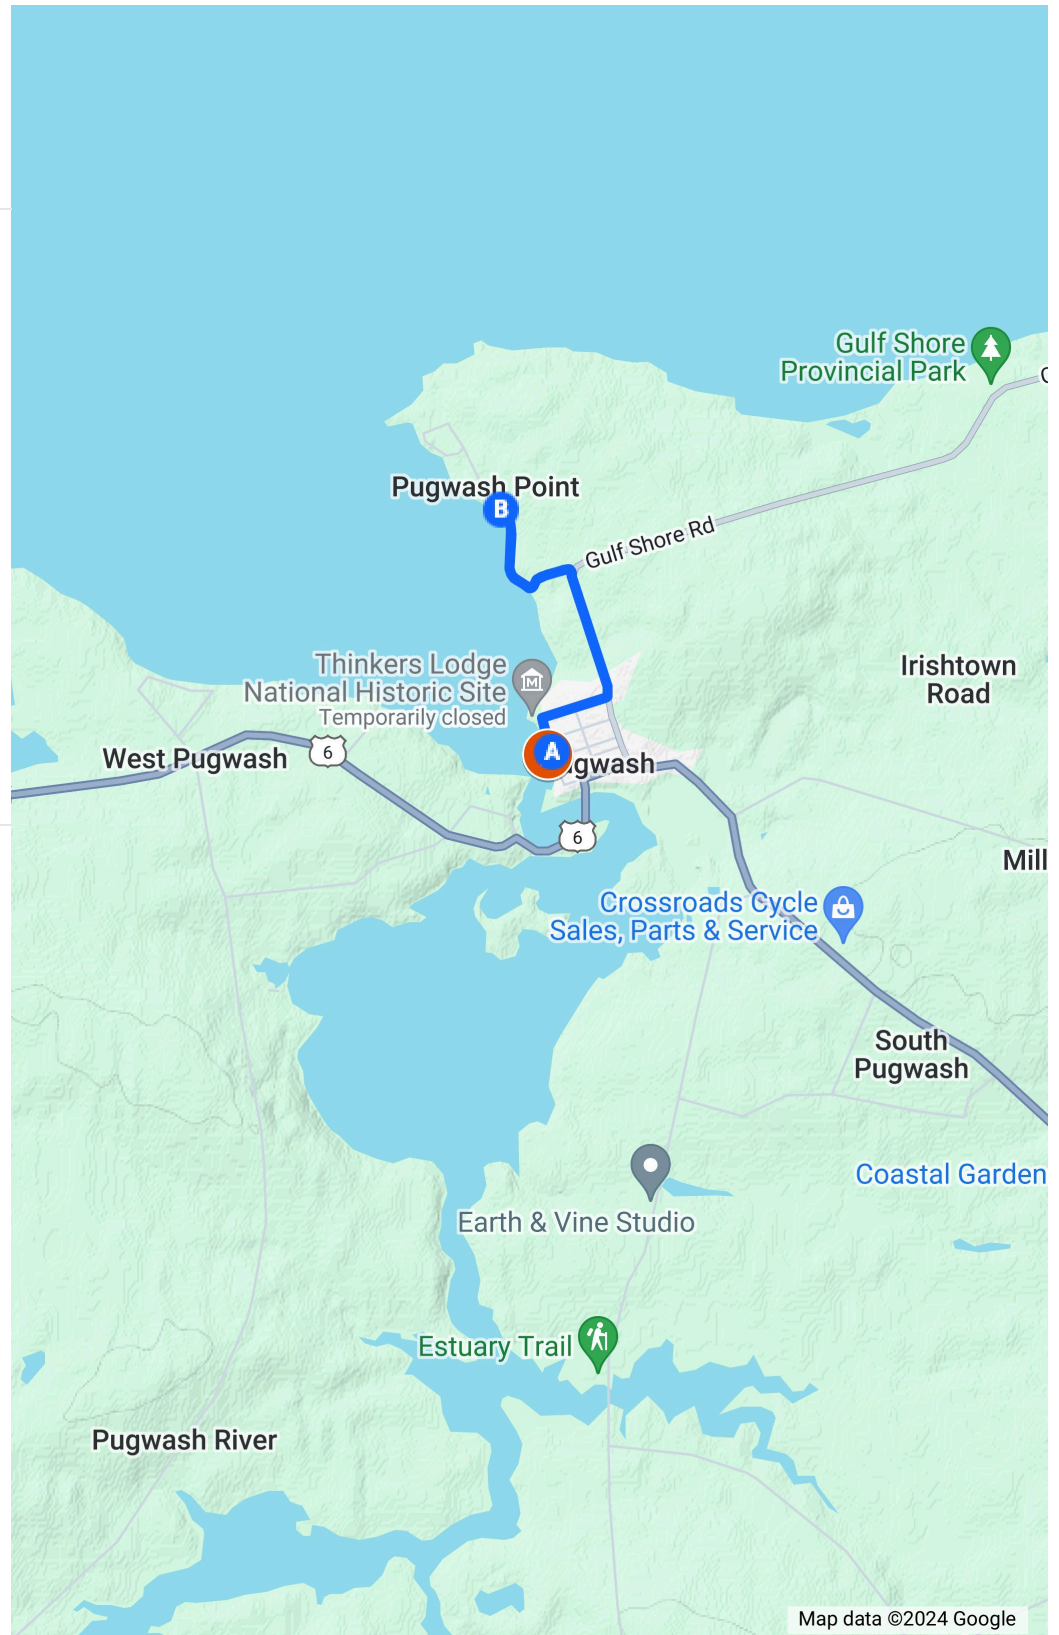 Gulf Shore
Provincial Park
Pugwash Point
B
Gulf Shore Rd
Thinkers Lodge
National Historic Site
Temporarily closed
Irishtown
Road
West Pugwash
6
A
ugwash
6
Mill
Crossroads Cycle
Sales, Parts & Service
South
Pugwash
Coastal Garden
Earth & Vine Studio
Estuary Trail
Pugwash River
Map data ©2024 Google